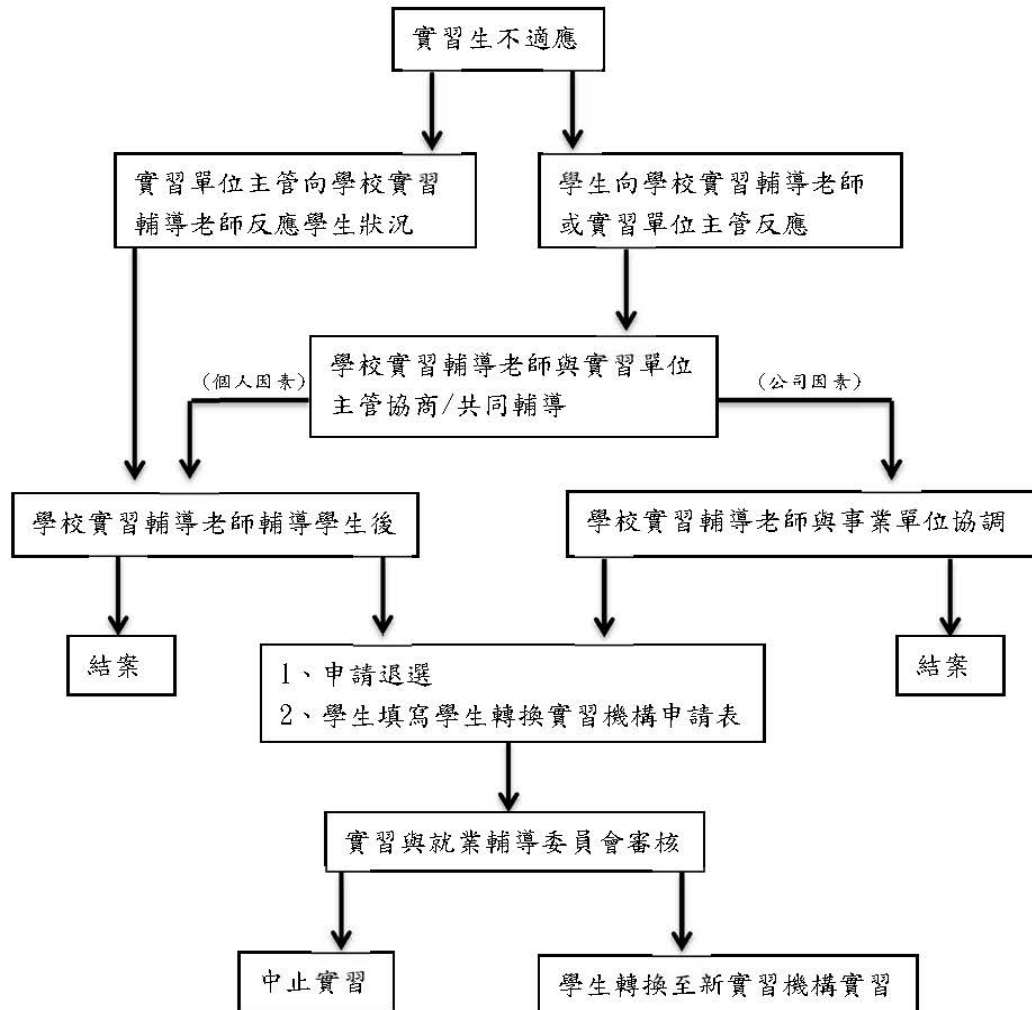 實習生不適應
實習單位主管向學校實習
輔導老師反應學生狀況
學生向學校實習輔導老師
或實習單位主管反應
學校實習輔導老師與實習單位
主管協商/共同輔導
(個人因素)
(公司因素)
學校實習輔導老師輔導學生後
學校實習輔導老師與事業單位協調
結案
1、申請退選
2、學生填寫學生轉換實習機構申請表
結案
實習與就業輔導委員會審核
中止實習
學生轉換至新實習機構實習